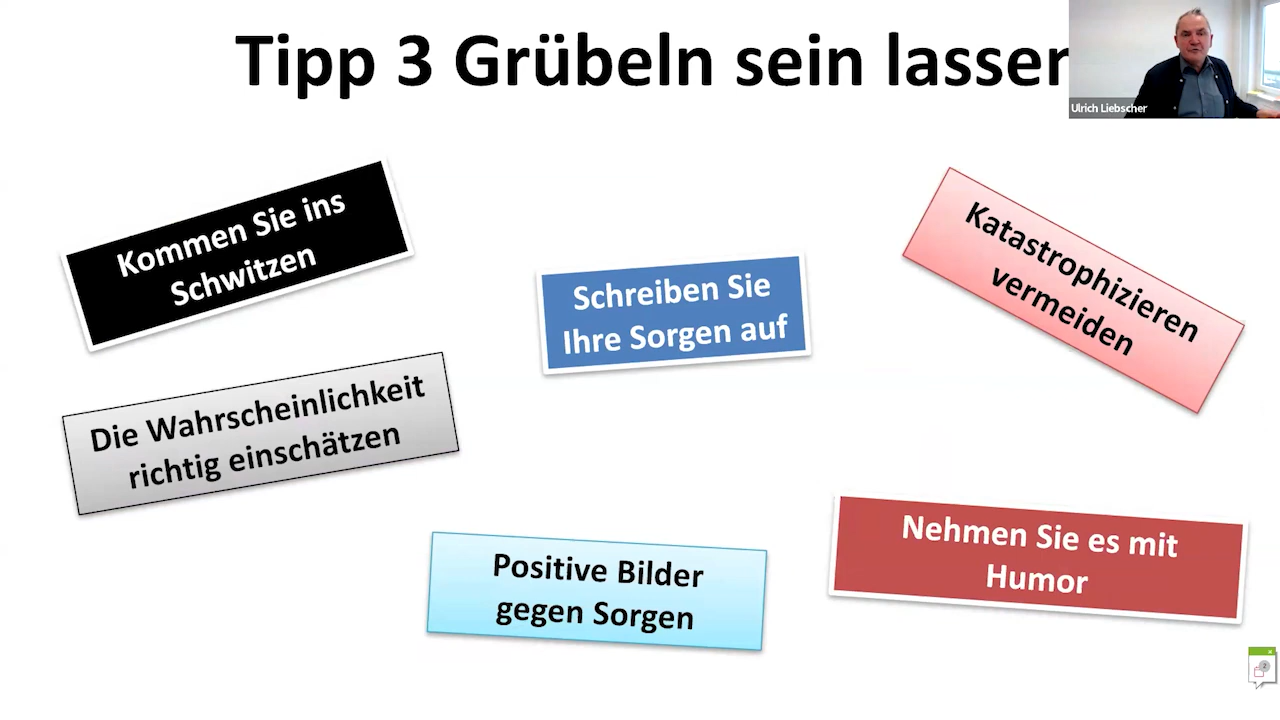 Tipp 3 Grübeln sein lassen
Ulrich Liebscher
Kommen Sie ins
Schwitzen
Schreiben Sie
Ihre Sorgen auf
Katastrophizieren
vermeiden
Die Wahrscheinlichkeit
richtig einschätzen
Positive Bilder
gegen Sorgen
Nehmen Sie es mit
Humor
2